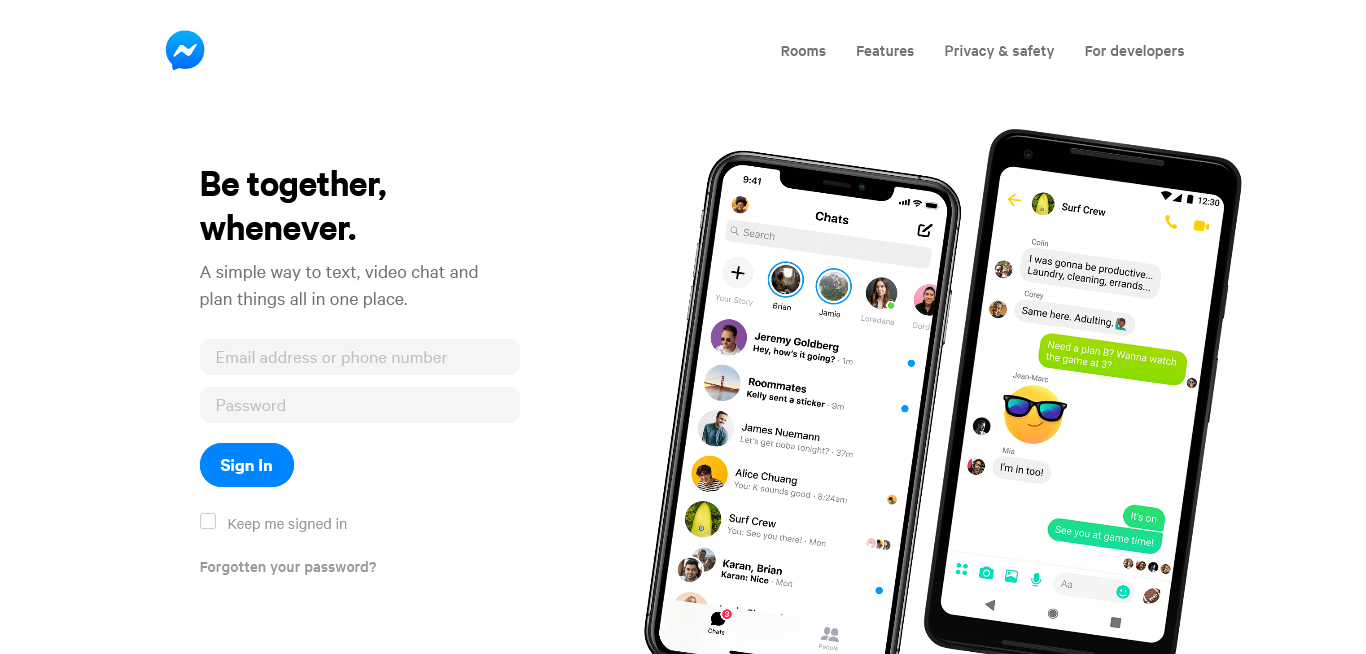 Rooms
Features
Privacy & safety
For developers
Be together,
whenever.
A simple way to text, video chat and
plan things all in one place.
Email address or phone number
Password
Sign In
Keep me signed in
Forgotten your password?
9:41
Chats
Search
Your Story
Brian
Jamie
Loredana
Gord
Jeremy Goldberg
Hey, how's it going? · 1m
Roommates
Kelly sent a sticker · 9m
James Nuemann
Let's get boba tonight? · 37m
Alice Chuang
You: K sounds good · 8:24am
Surf Crew
You: See you there! · Mon
Karan, Brian
Karan: Nice · Mon
3
Chats
People
12:30
Surf Crew
Colin
I was gonna be productive...
Laundry, cleaning, errands...
Corey
Same here. Adulting.
Need a plan B? Wanna watch
the game at 3?
Jean-Marc
Mia
I'm in too!
It's on
See you at game time!
Aa